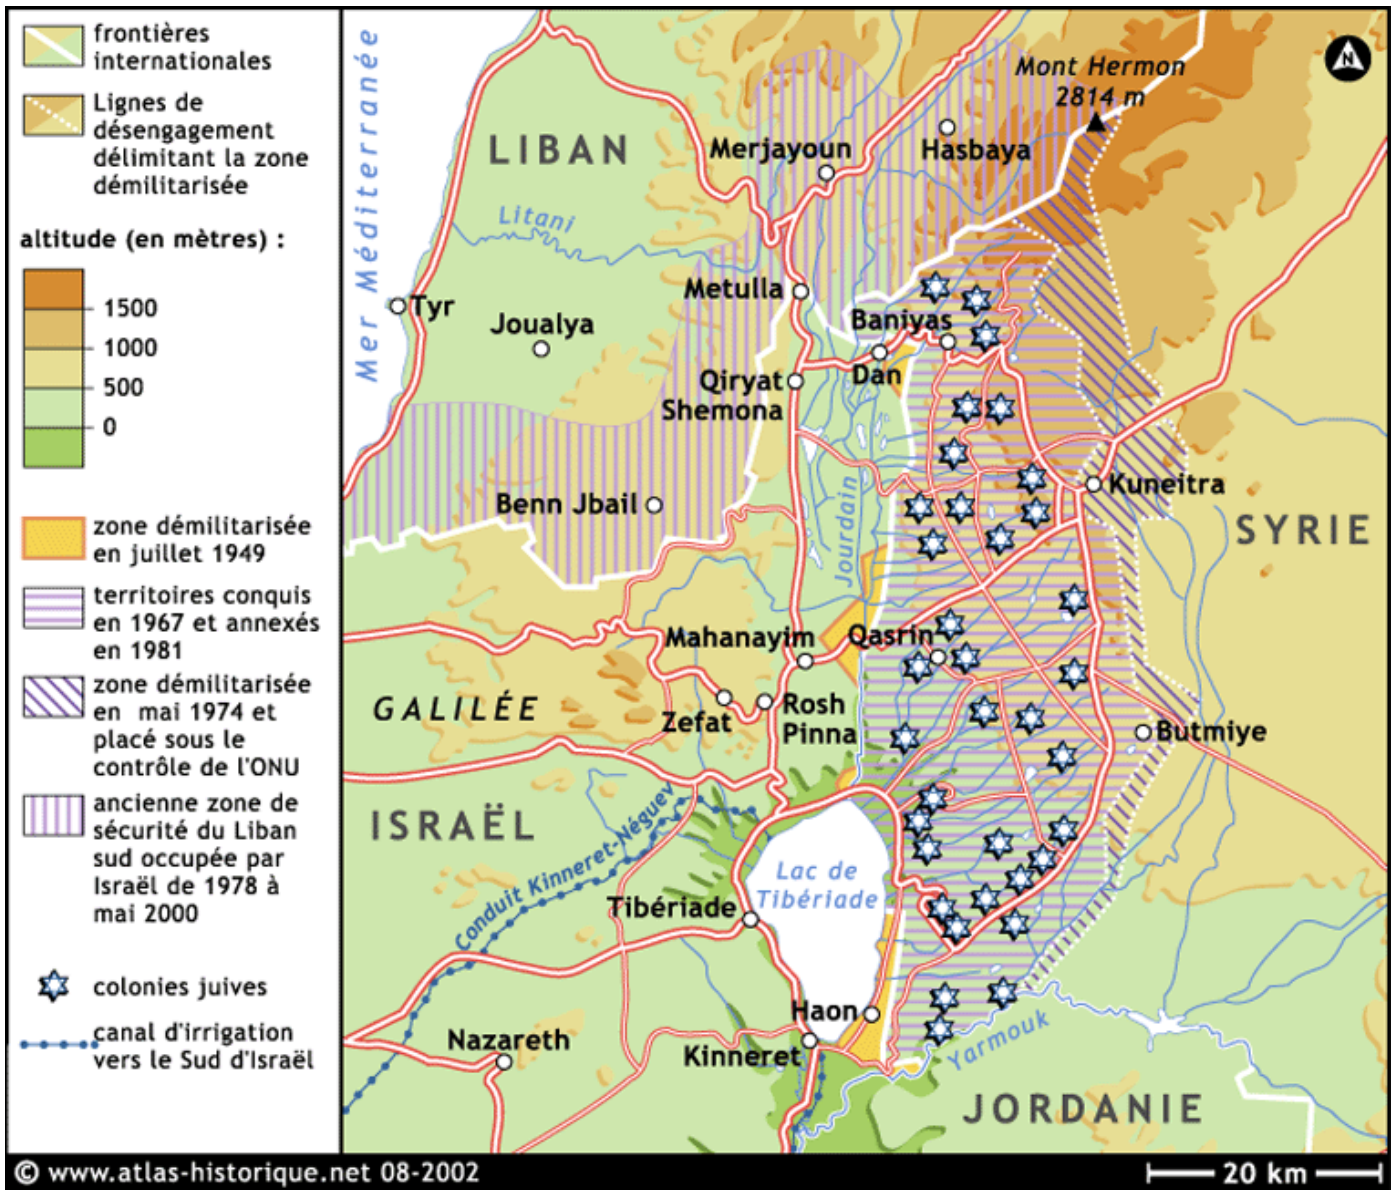 frontières
internationales
Lignes de
désengagement
délimitant la zone
démilitarisée
altitude (en mètres) :
1500
1000
500
0
zone démilitarisée
en juillet 1949
territoires conquis
en 1967 et annexés
en 1981
zone démilitarisée
en mai 1974 et
placé sous le
contrôle de l'ONU
ancienne zone de
sécurité du Liban
sud occupée par
Israël de 1978 à
mai 2000
colonies juives
canal d'irrigation
vers le Sud d'Israël
Mer Méditerranée
N
Mont Hermon
2814 m
LIBAN
Merjayoun
Hasbaya
Litani
Metulla
Tyr
Joualya
Baniyas
Dan
Qiryat
Shemona
Jourdain
Kuneitra
Benn Jbail
SYRIE
Mahanayim
Qasrin
GALILÉE
Zefat
Rosh
Pinna
Butmiye
ISRAËL
Conduit Kinneret-Néguev
Lac de
Tibériade
Tibériade
Haon
Nazareth
Kinneret
Yarmouk
JORDANIE
© www.atlas-historique.net 08-2002
20 km